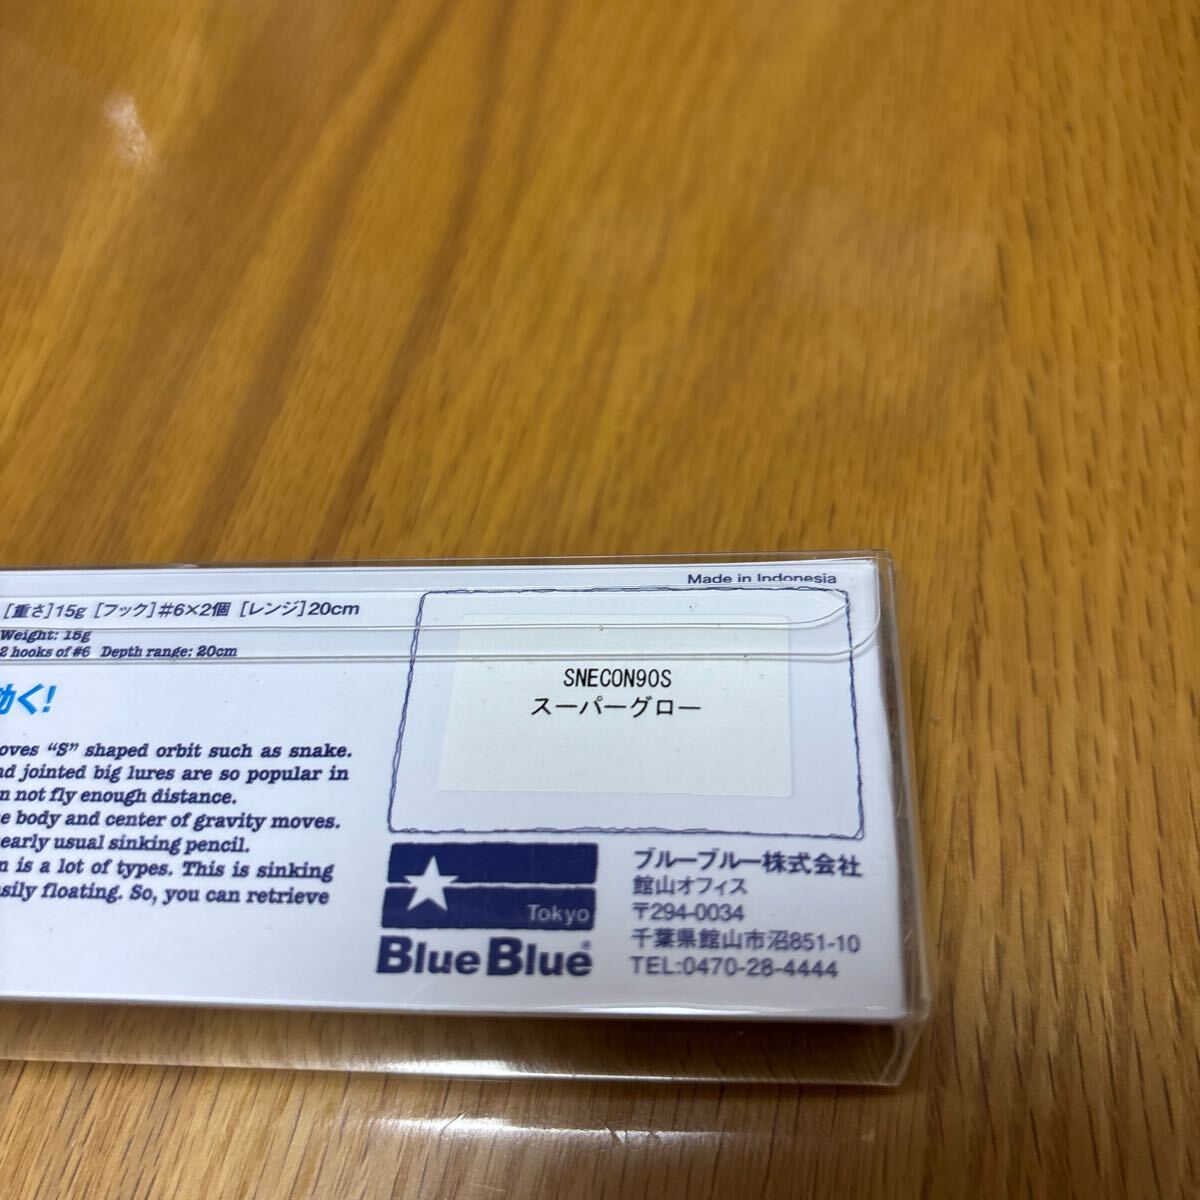 Made in Indonesia
[重さ]15g [フック]#6×2個 [レンジ]20cm
Weight: 15g
2 hooks of #6 Depth range: 20cm
効く!
SNECON90S
スーパーグロー
oves “S” shaped orbit such as snake.
nd jointed big lures are so popular in
n not fly enough distance.
e body and center of gravity moves.
early usual sinking pencil.
n is a lot of types. This is sinking
asily floating. So, you can retrieve
Tokyo
BlueBlue®
ブルーブルー株式会社
館山オフィス
〒294-0034
千葉県館山市沼851-10
TEL:0470-28-4444